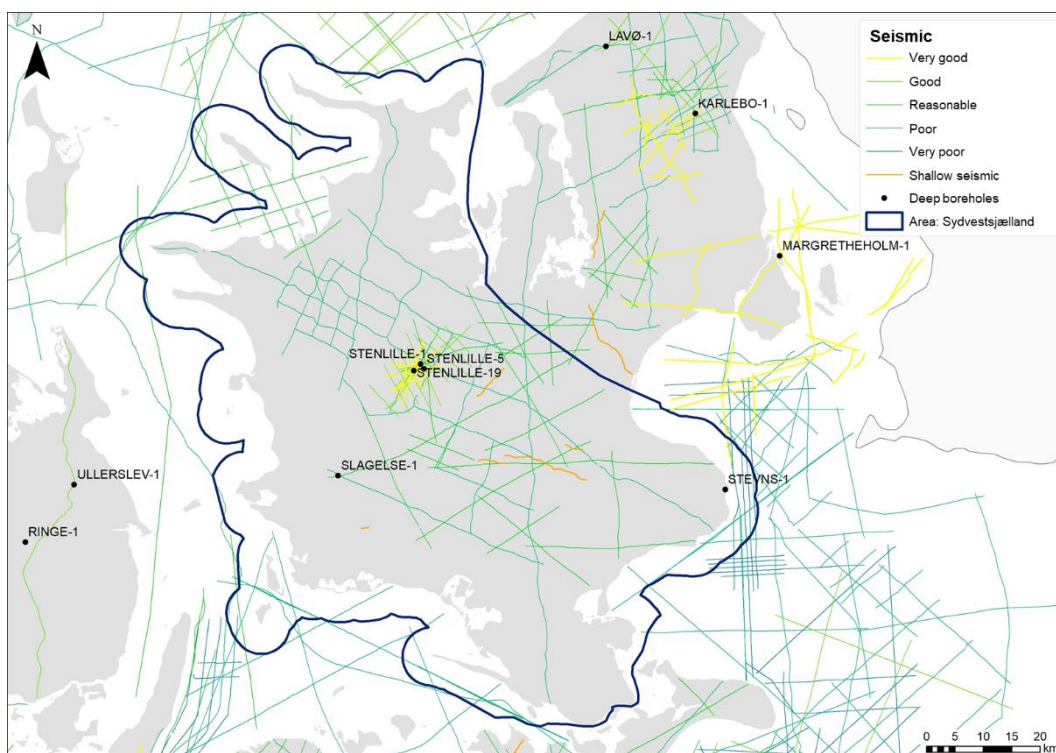 N
LAVØ-1
KARLEBO-1
MARGRETHEHOLM-1
STENLILLE-1
STENLILLE-5
STENLILLE-19
ULLERSLEV-1
SLAGELSE-1
STEVNS-1
RINGE-1
Seismic
Very good
Good
Reasonable
Poor
Very poor
Shallow seismic
Deep boreholes
Area: Sydvestsjælland
0 5 10 15 20
km